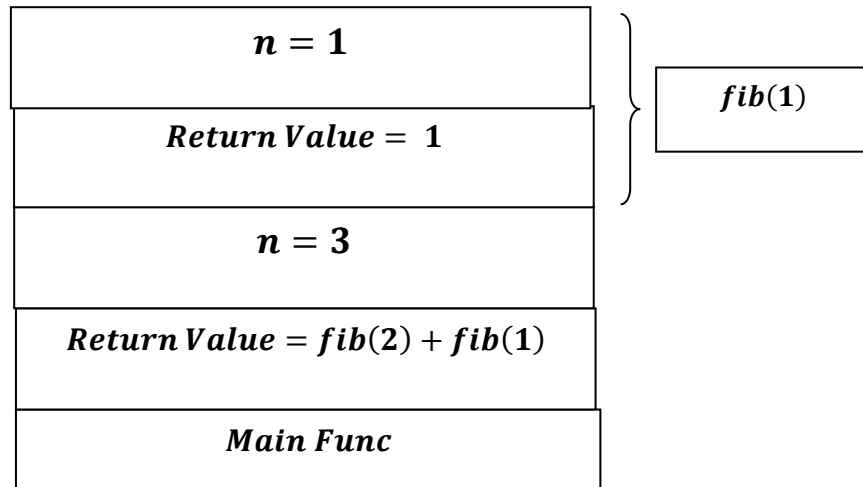 n = 1
fib(1)
Return Value = 1
n = 3
Return Value = fib(2) + fib(1)
Main Func